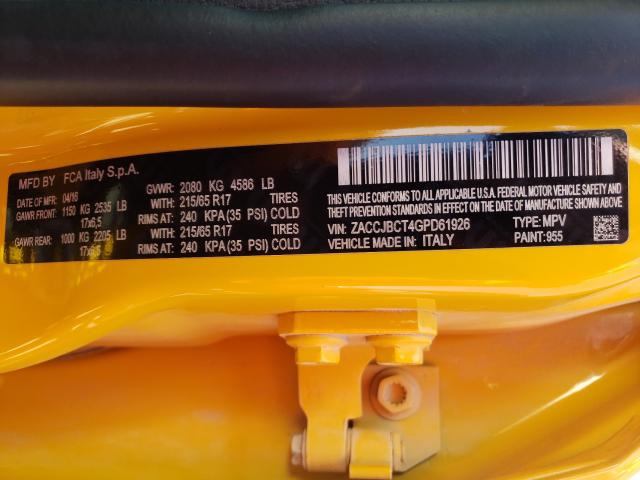 MFD BY FCA Italy S.p.A.
DATE OF MFR: 04/16 GVWR: 2080 KG 4586 LB
GAWR FRONT: 1150 KG 2535 LB WITH 215/65 R17 TIRES
17x6,5 RIMS AT: 240 KPA (35 PSI) COLD
GAWR REAR: 1000 KG 2205 LB WITH 215/65 R17 TIRES
17x6,5 RIMS AT: 240 KPA (35 PSI) COLD
THIS VEHICLE CONFORMS TO ALL APPLICABLE U.S.A. FEDERAL MOTOR VEHICLE SAFETY AND
THEFT PREVENTION STANDARDS IN EFFECT ON THE DATE OF MANUFACTURE SHOWN ABOVE.
VIN: ZACCJBCT4GPD61926 TYPE: MPV
VEHICLE MADE IN: ITALY PAINT: 955